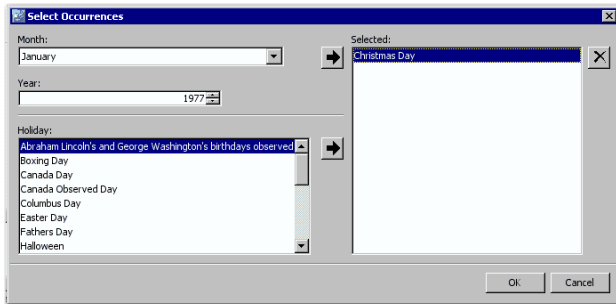 Select Occurrences
Month:
January
Year:
1977
Holiday:
Abraham Lincoln's and George Washington's birthdays observed
Boxing Day
Canada Day
Canada Observed Day
Columbus Day
Easter Day
Fathers Day
Halloween
Selected:
Christmas Day
OK
Cancel